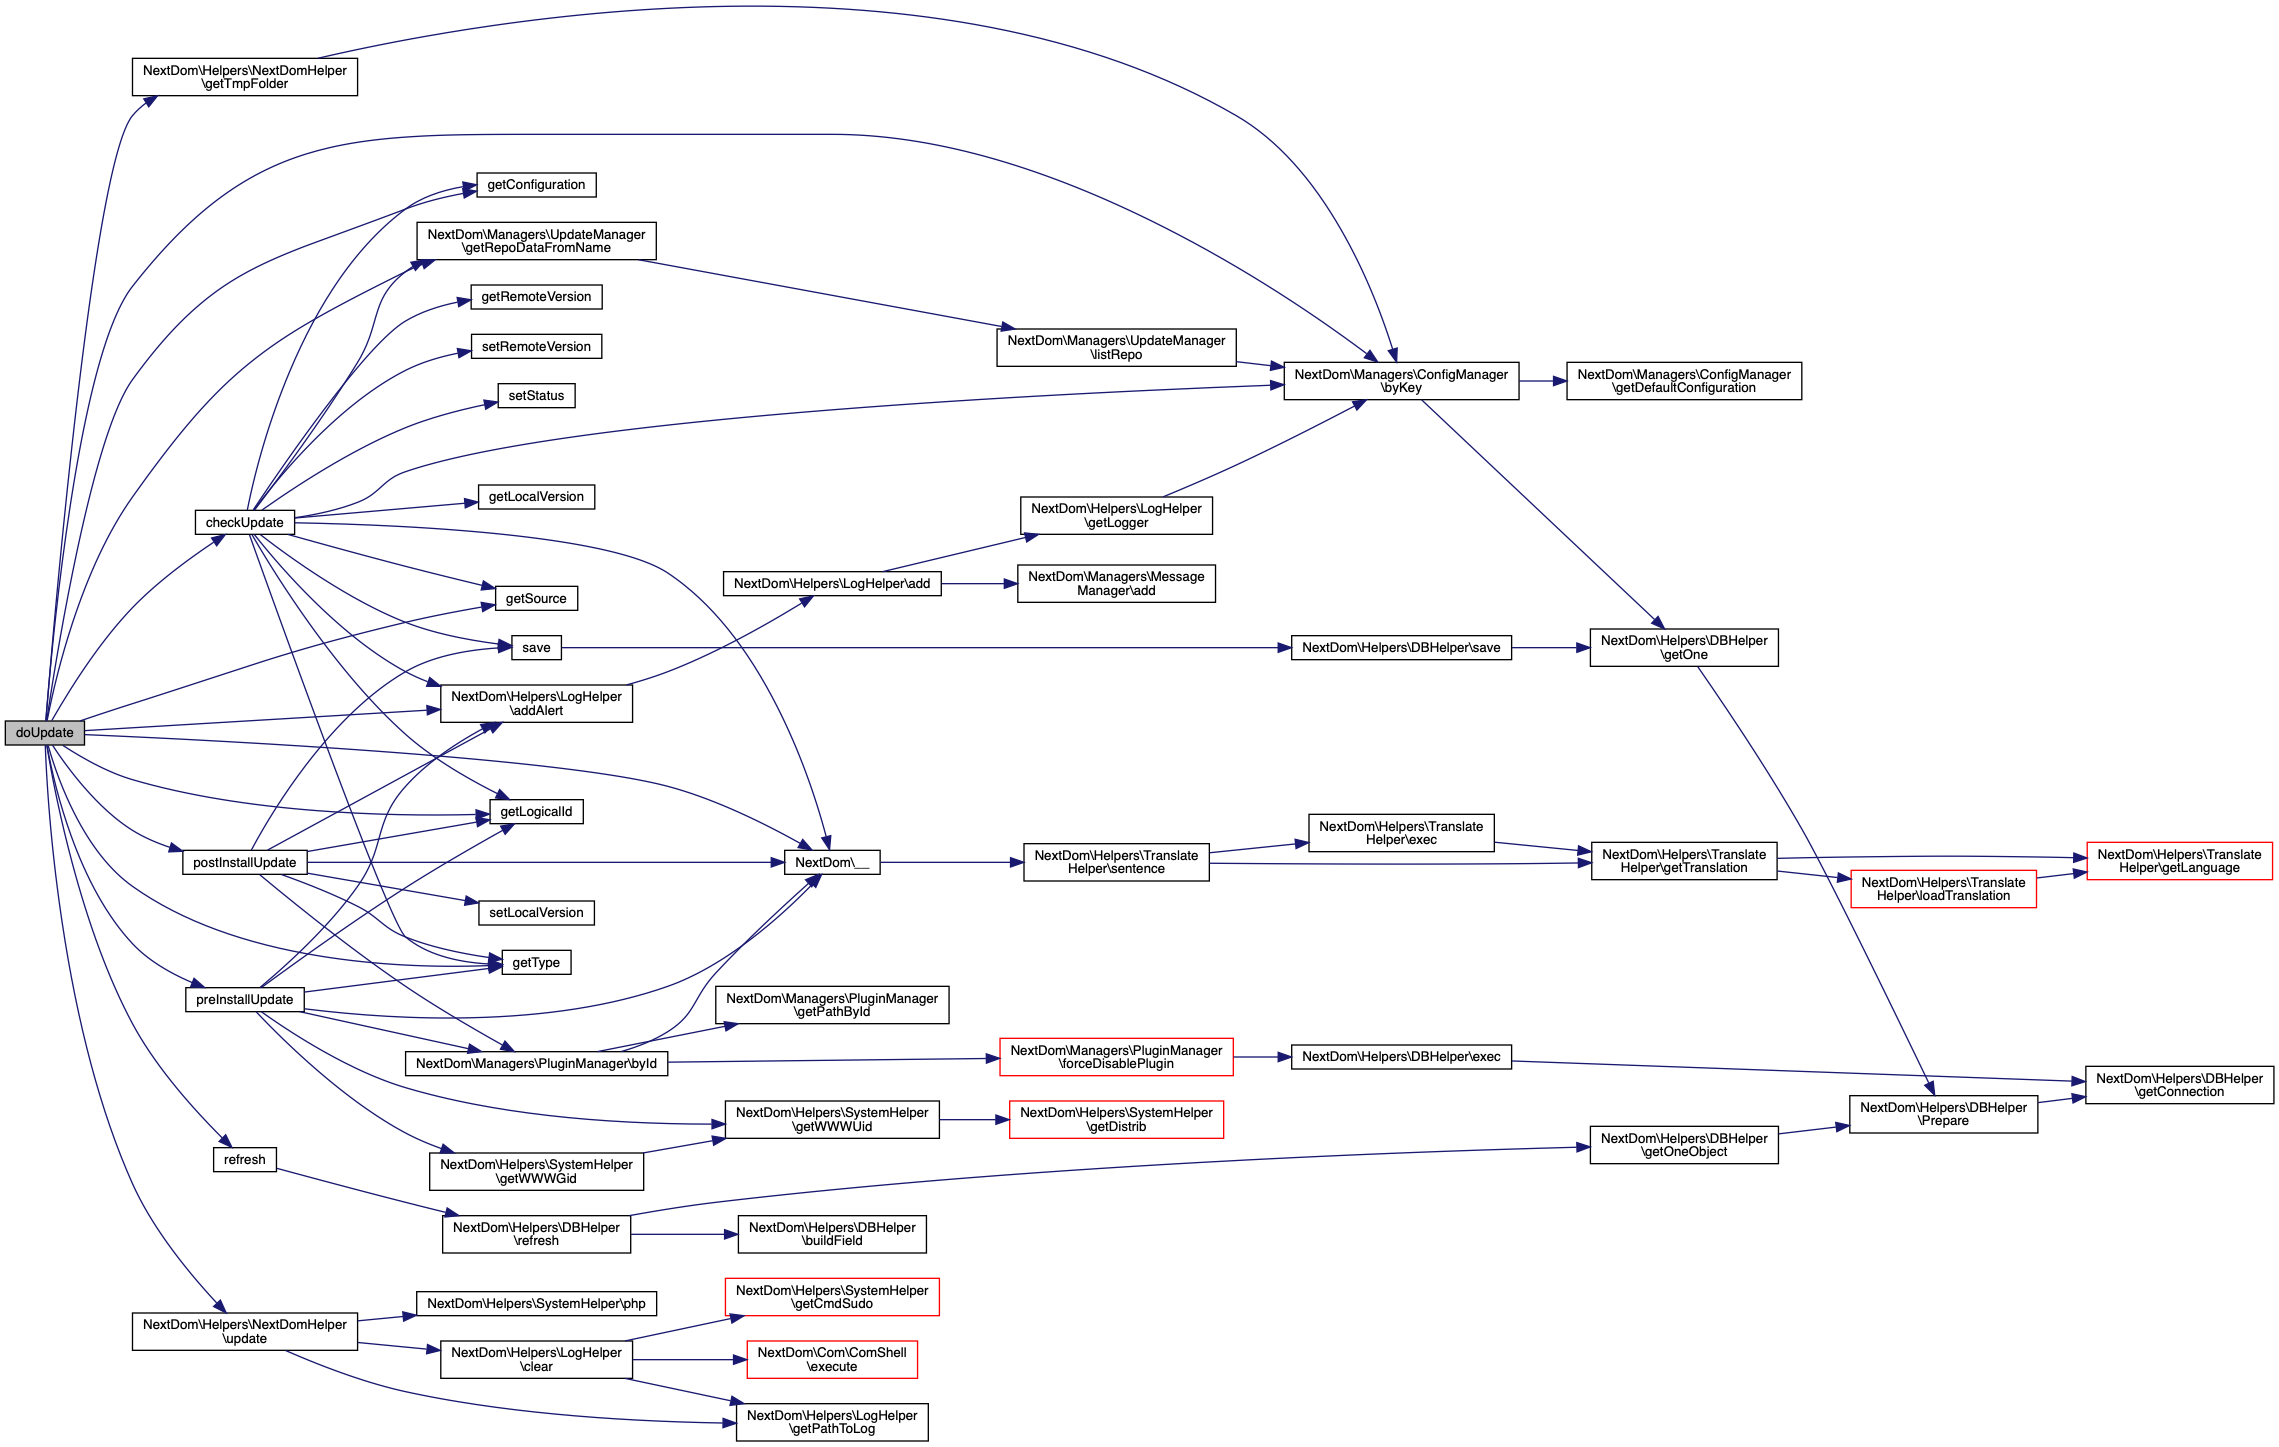 NextDom\Helpers\NextDomHelper
\getTmpFolder
getConfiguration
NextDom\Managers\UpdateManager
\getRepoDataFromName
getRemoteVersion
NextDom\Managers\UpdateManager
\listRepo
setRemoteVersion
NextDom\Managers\ConfigManager
\byKey
NextDom\Managers\ConfigManager
\getDefaultConfiguration
setStatus
getLocalVersion
checkUpdate
NextDom\Helpers\LogHelper
\getLogger
NextDom\Helpers\LogHelper\add
NextDom\Managers\Message
Manager\add
getSource
save
NextDom\Helpers\DBHelper\save
NextDom\Helpers\DBHelper
\getOne
NextDom\Helpers\LogHelper
\addAlert
doUpdate
getLogicalId
NextDom\Helpers\Translate
Helper\exec
postInstallUpdate
NextDom\__
NextDom\Helpers\Translate
Helper\sentence
NextDom\Helpers\Translate
Helper\getTranslation
NextDom\Helpers\Translate
Helper\getLanguage
NextDom\Helpers\Translate
Helper\loadTranslation
setLocalVersion
getType
preInstallUpdate
NextDom\Managers\PluginManager
\getPathById
NextDom\Managers\PluginManager\byId
NextDom\Managers\PluginManager
\forceDisablePlugin
NextDom\Helpers\DBHelper\exec
NextDom\Helpers\DBHelper
\getConnection
NextDom\Helpers\SystemHelper
\getWWWUid
NextDom\Helpers\SystemHelper
\getDistrib
NextDom\Helpers\DBHelper
\Prepare
NextDom\Helpers\DBHelper
\getOneObject
refresh
NextDom\Helpers\SystemHelper
\getWWWGid
NextDom\Helpers\DBHelper
\refresh
NextDom\Helpers\DBHelper
\buildField
NextDom\Helpers\SystemHelper
\getCmdSudo
NextDom\Helpers\SystemHelper\php
NextDom\Helpers\NextDomHelper
\update
NextDom\Helpers\LogHelper
\clear
NextDom\Com\ComShell
\execute
NextDom\Helpers\LogHelper
\getPathToLog